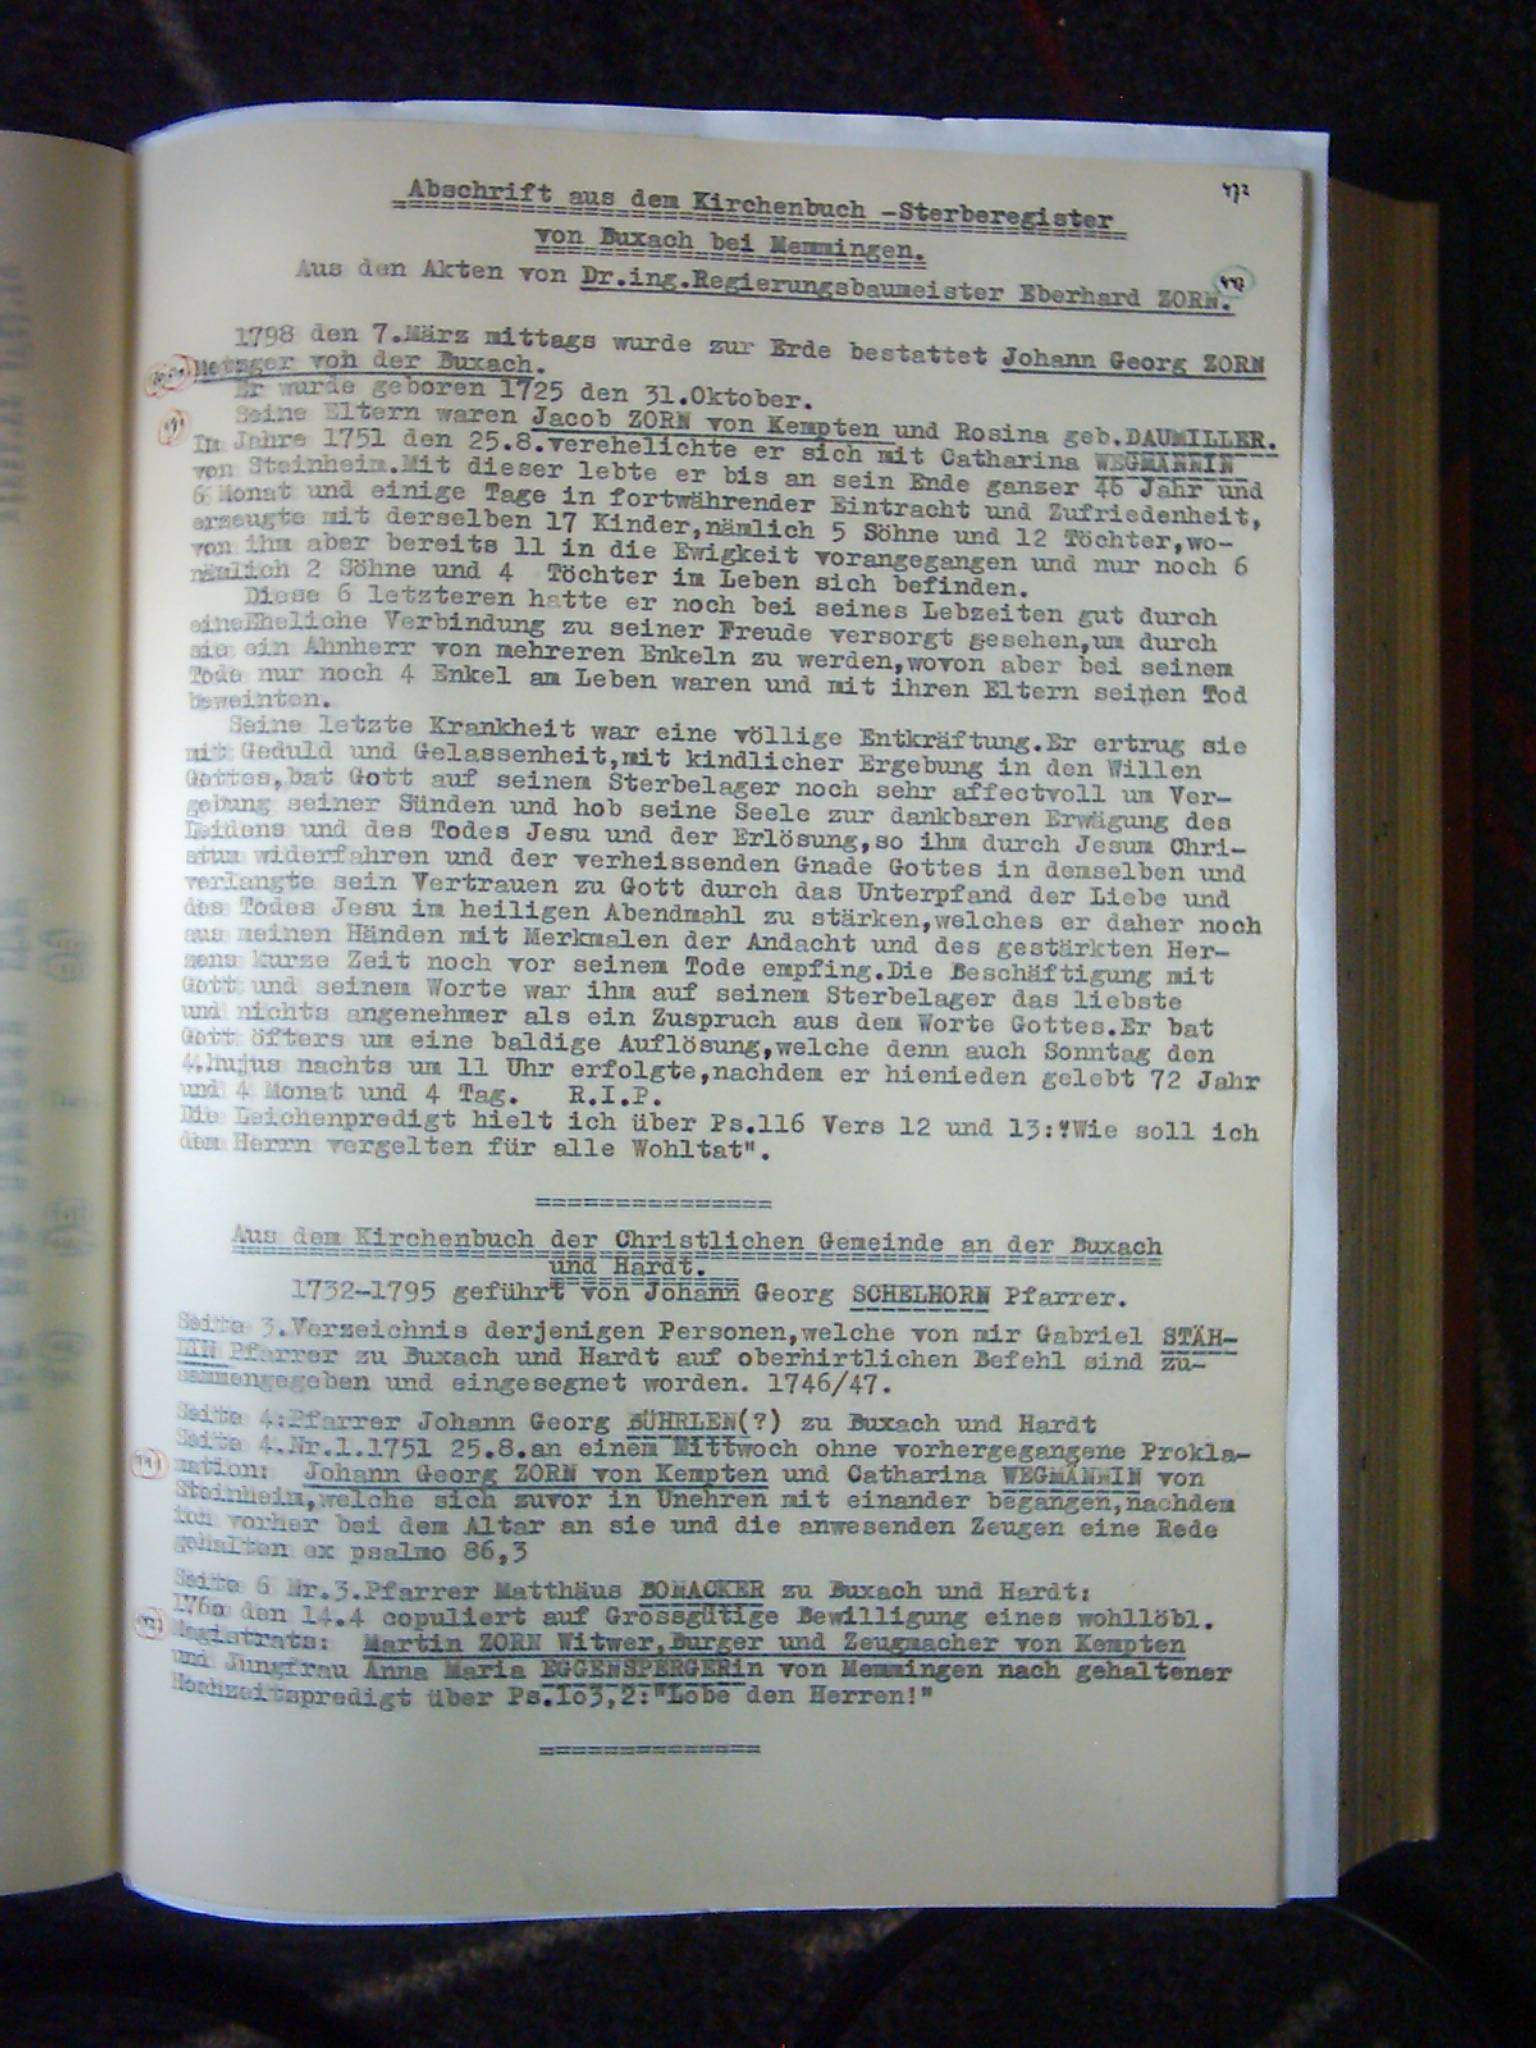 472
Abschrift aus dem Kirchenbuch -Sterberegister
von Buxach bei Memmingen.
Aus den Akten von Dr.ing.Regierungsbaumeister Eberhard ZORN.
1798 den 7.März mittags wurde zur Erde bestattet Johann Georg ZORN
Metzger von der Buxach.
Er wurde geboren 1725 den 31.Oktober.
Seine Eltern waren Jacob ZORN von Kempten und Rosina geb.DAUMILLER.
Im Jahre 1751 den 25.8.verehelichte er sich mit Catharina WEGMANNIN
von Steinheim.Mit dieser lebte er bis an sein Ende ganzer 46 Jahr und
6 Monat und einige Tage in fortwährender Eintracht und Zufriedenheit,
erzeugte mit derselben 17 Kinder,nämlich 5 Söhne und 12 Töchter,wo-
von ihm aber bereits 11 in die Ewigkeit vorangegangen und nur noch 6
nämlich 2 Söhne und 4 Töchter im Leben sich befinden.
Diese 6 letzteren hatte er noch bei seines Lebzeiten gut durch
eineEheliche Verbindung zu seiner Freude versorgt gesehen,um durch
sie ein Ahnherr von mehreren Enkeln zu werden,wovon aber bei seinem
Tode nur noch 4 Enkel am Leben waren und mit ihren Eltern seinen Tod
beweinten.
Seine letzte Krankheit war eine völlige Entkräftung.Er ertrug sie
mit Geduld und Gelassenheit,mit kindlicher Ergebung in den Willen
Gottes,bat Gott auf seinem Sterbelager noch sehr affectvoll um Ver-
gebung seiner Sünden und hob seine Seele zur dankbaren Erwägung des
Leidens und des Todes Jesu und der Erlösung,so ihm durch Jesum Chri-
stum widerfahren und der verheissenden Gnade Gottes in demselben und
verlangte sein Vertrauen zu Gott durch das Unterpfand der Liebe und
des Todes Jesu im heiligen Abendmahl zu stärken,welches er daher noch
aus meinen Händen mit Merkmalen der Andacht und des gestärkten Her-
zens kurze Zeit noch vor seinem Tode empfing.Die Beschäftigung mit
Gott und seinem Worte war ihm auf seinem Sterbelager das liebste
und nichts angenehmer als ein Zuspruch aus dem Worte Gottes.Er bat
Gott öfters um eine baldige Auflösung,welche denn auch Sonntag den
4.hujus nachts um 11 Uhr erfolgte,nachdem er hienieden gelebt 72 Jahr
und 4 Monat und 4 Tag. R.I.P.
Die Leichenpredigt hielt ich über Ps.116 Vers 12 und 13:"Wie soll ich
dem Herrn vergelten für alle Wohltat".
===============
Aus dem Kirchenbuch der Christlichen Gemeinde an der Buxach
und Hardt.
1732-1795 geführt von Johann Georg SCHELHORN Pfarrer.
Seite 3.Verzeichnis derjenigen Personen,welche von mir Gabriel STÄH-
LIN Pfarrer zu Buxach und Hardt auf oberhirtlichen Befehl sind zu-
sammengegeben und eingesegnet worden. 1746/47.
Seite 4:Pfarrer Johann Georg BÜHRLEN(?) zu Buxach und Hardt
Seite 4.Nr.1.1751 25.8.an einem Mittwoch ohne vorhergegangene Prokla-
mation: Johann Georg ZORN von Kempten und Catharina WEGMANNIN von
Steinheim,welche sich zuvor in Unehren mit einander begangen,nachdem
ich vorher bei dem Altar an sie und die anwesenden Zeugen eine Rede
gehalten ex psalmo 86,3
Seite 6 Nr.3.Pfarrer Matthäus BOMACKER zu Buxach und Hardt:
176o den 14.4 copuliert auf Grossgütige Bewilligung eines wohllöbl.
Magistrats: Martin ZORN Witwer,Burger und Zeugmacher von Kempten
und Jungfrau Anna Maria EGGENSPERGERin von Memmingen nach gehaltener
Hochzeitspredigt über Ps.1o3,2:"Lobe den Herren!"
==============